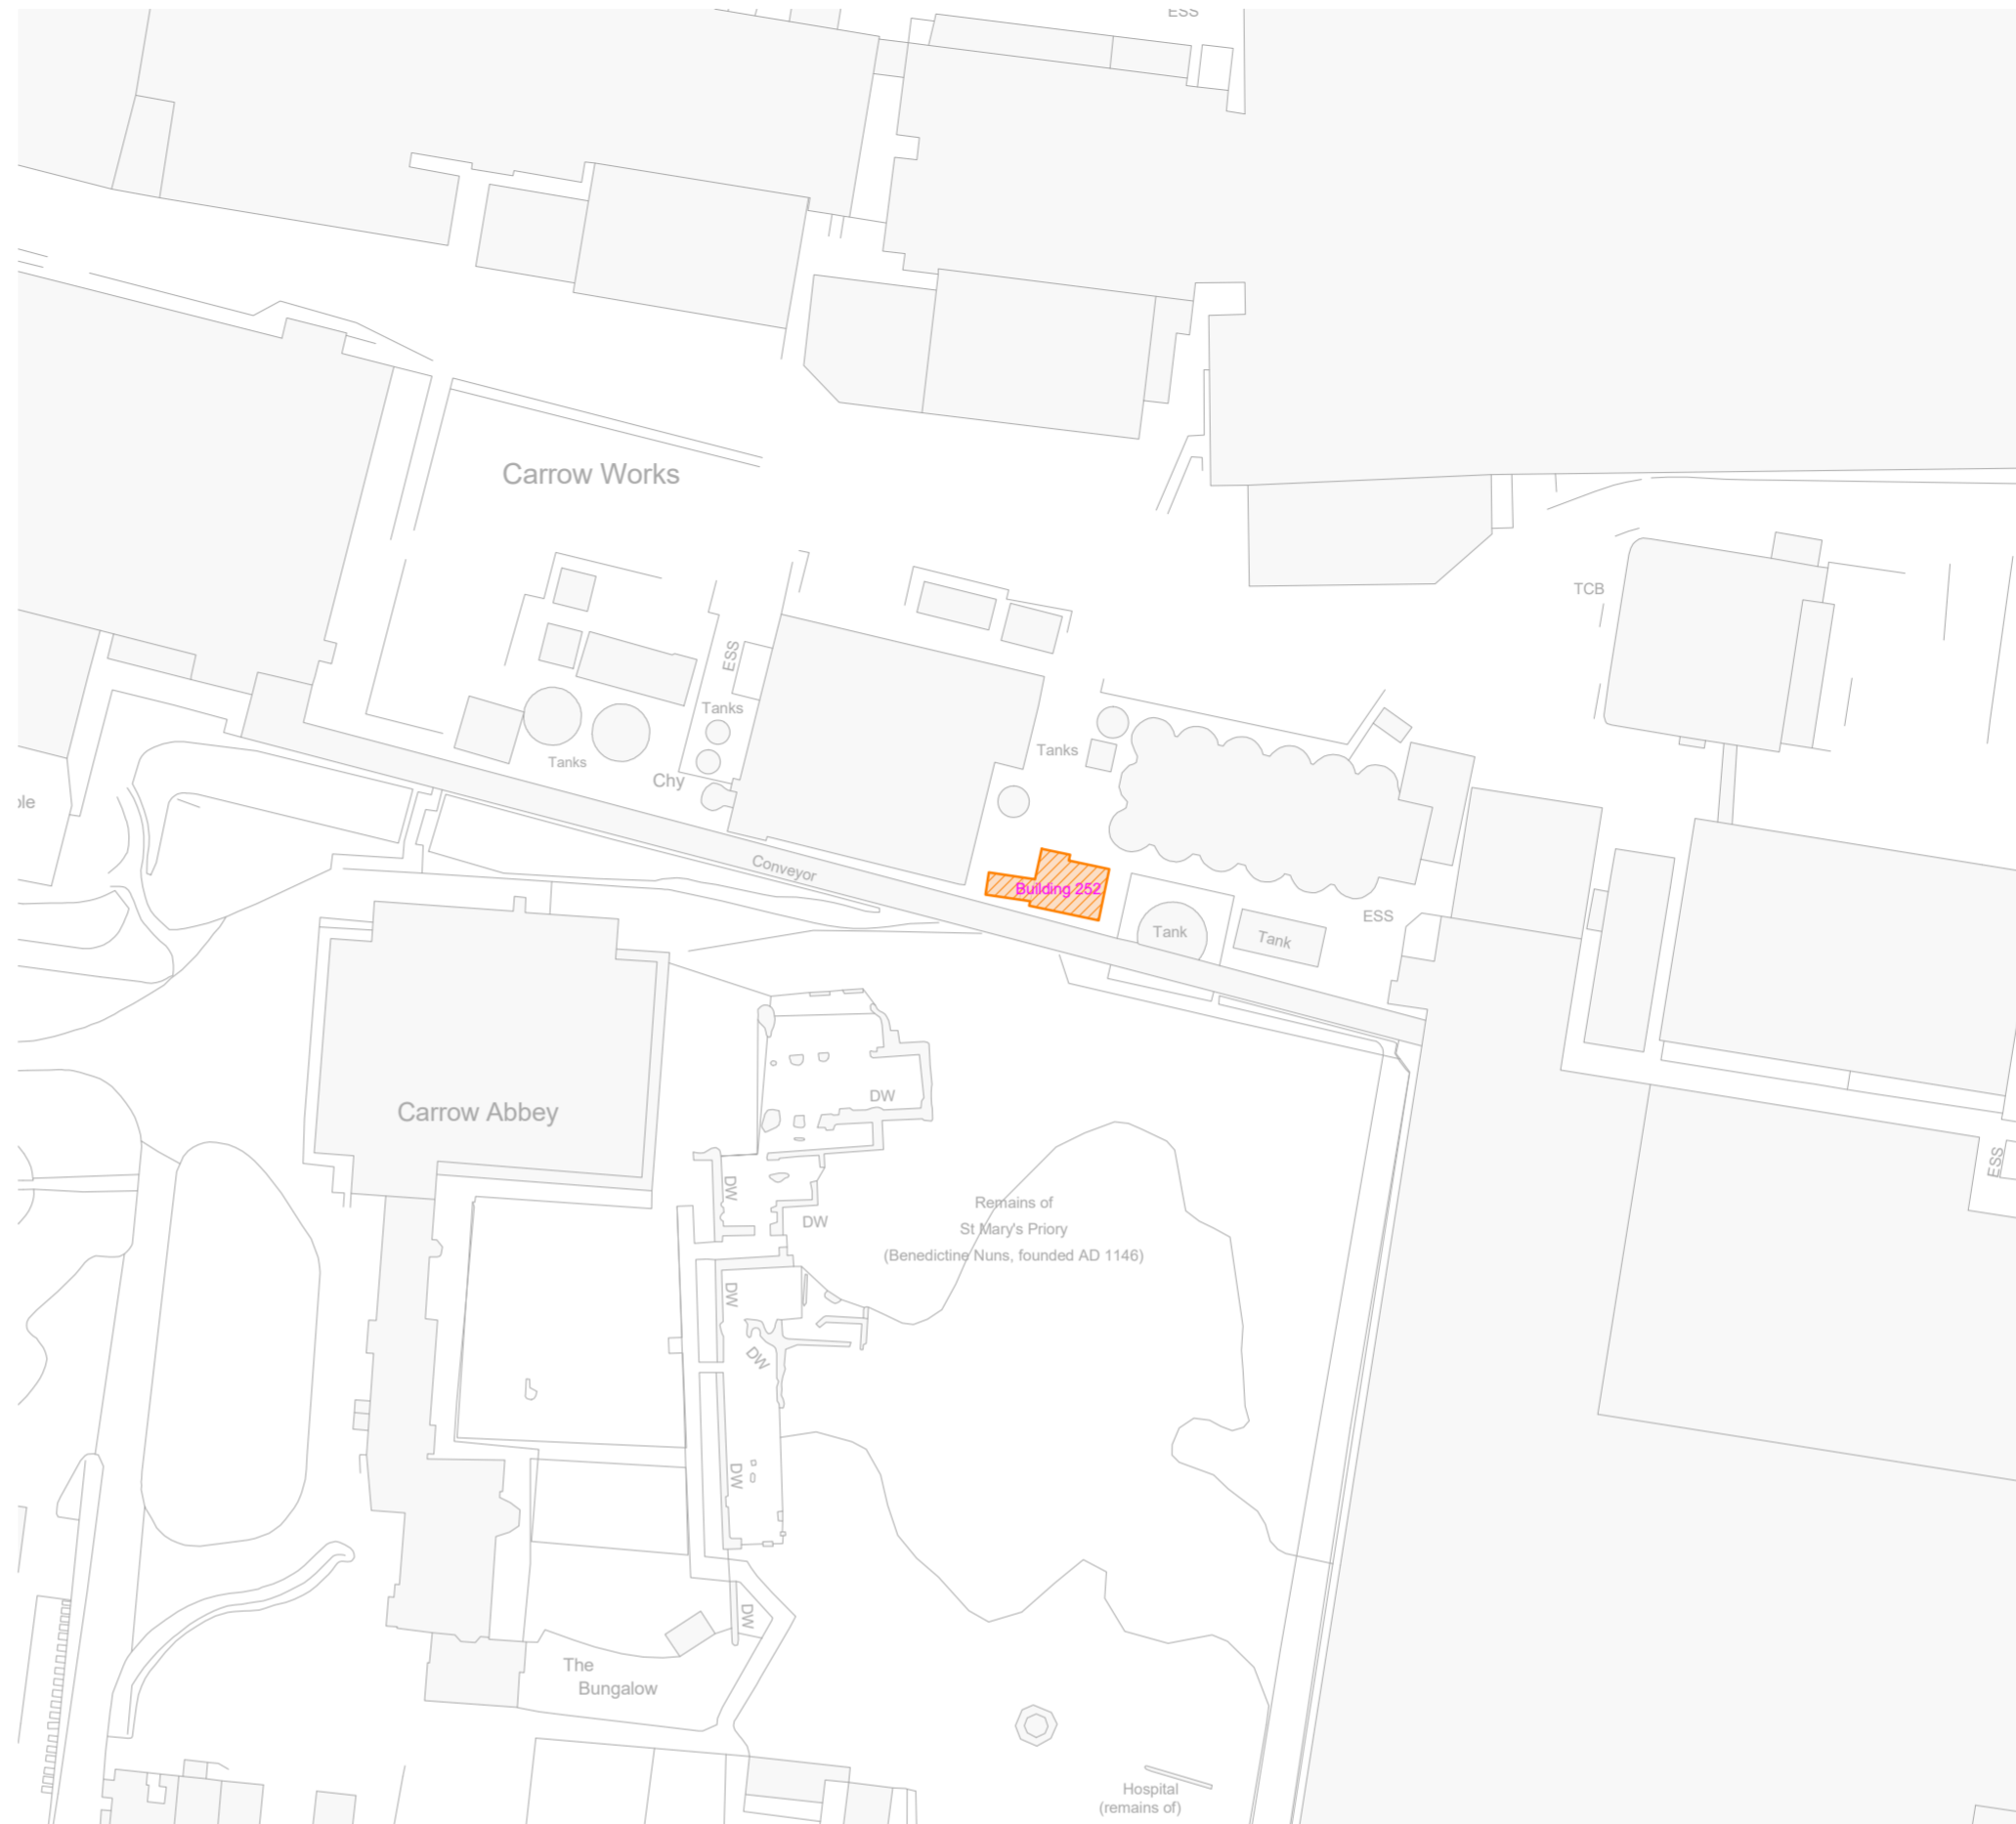 ESS
Carrow Works
TCB
ESS
Tanks
Tanks
Tanks
Chy
Conveyor
Building 252
ESS
Tank
Tank
DW
Carrow Abbey
ESS
DW
DW
Remains of
St Mary's Priory
(Benedictine Nuns, founded AD 1146)
DW
DW
DW
DW
The
Bungalow
Hospital
(remains of)